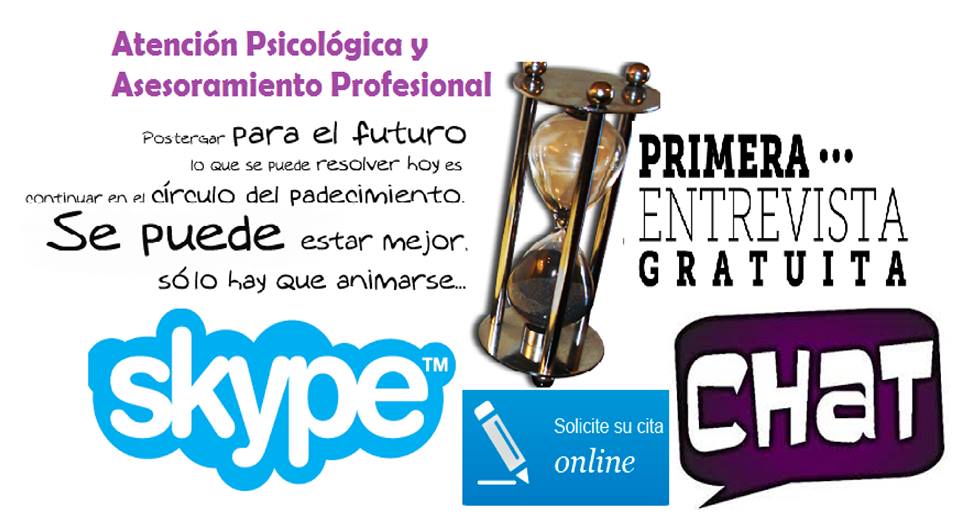 Atención Psicológica y
Asesoramiento Profesional
Postergar para el futuro
lo que se puede resolver hoy es
continuar en el círculo del padecimiento.
Se puede estar mejor,
sólo hay que animarse...
PRIMERA...
ENTREVISTA
GRATUITA
skype™
Solicite su cita
online
CHAT